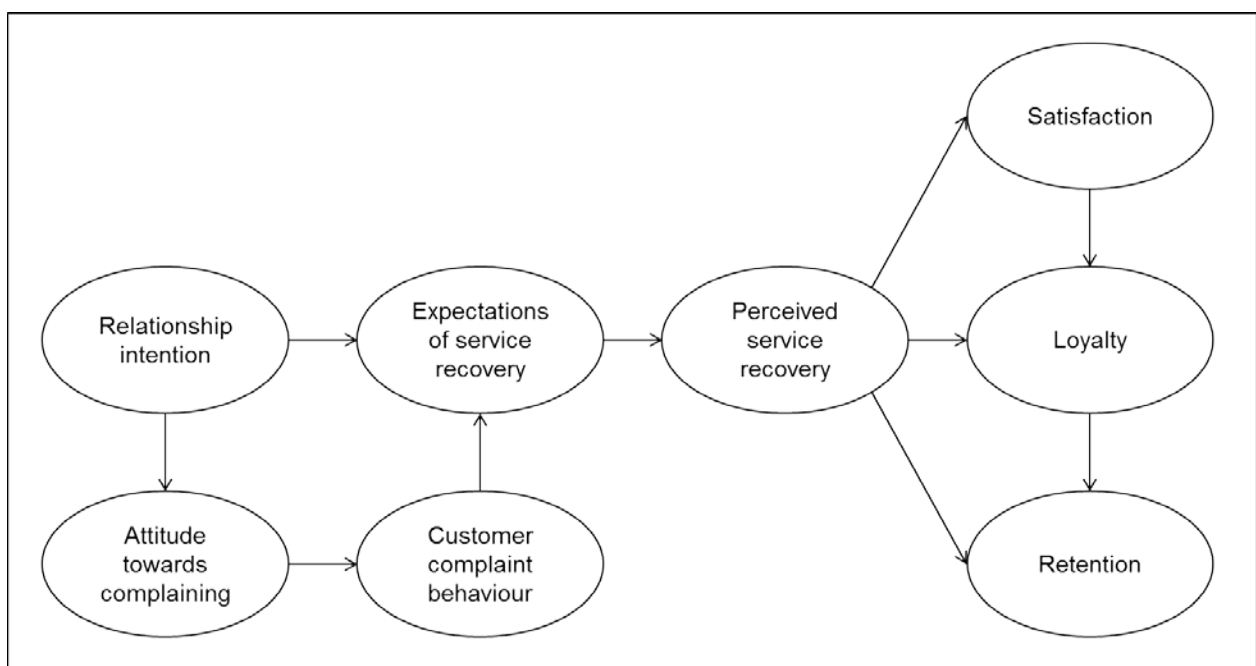 Satisfaction
Relationship
intention
Expectations
of service
recovery
Perceived
service
recovery
Loyalty
Attitude
towards
complaining
Customer
complaint
behaviour
Retention